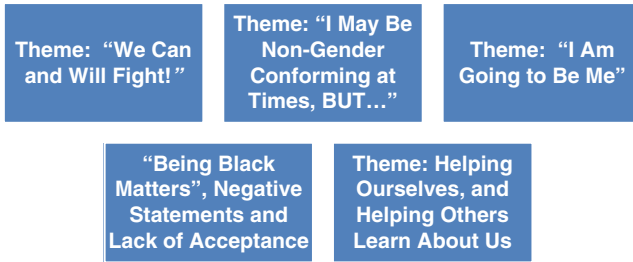 Theme: “We Can
and Will Fight!”
Theme: “I May Be
Non-Gender
Conforming at
Times, BUT…”
Theme: “I Am
Going to Be Me”
“Being Black
Matters”, Negative
Statements and
Lack of Acceptance
Theme: Helping
Ourselves, and
Helping Others
Learn About Us